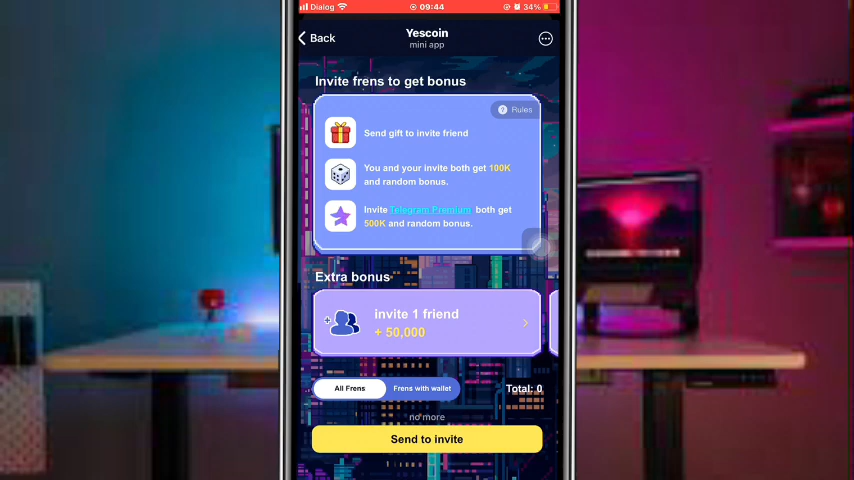 Dialog 09:44 34%
Back Yescoin
mini app
Invite frens to get bonus
Rules
Send gift to invite friend
You and your invite both get 100K
and random bonus.
Invite Telegram Premium both get
500K and random bonus.
Extra bonus
invite 1 friend
+ 50,000
All Frens Frens with wallet Total: 0
no more
Send to invite